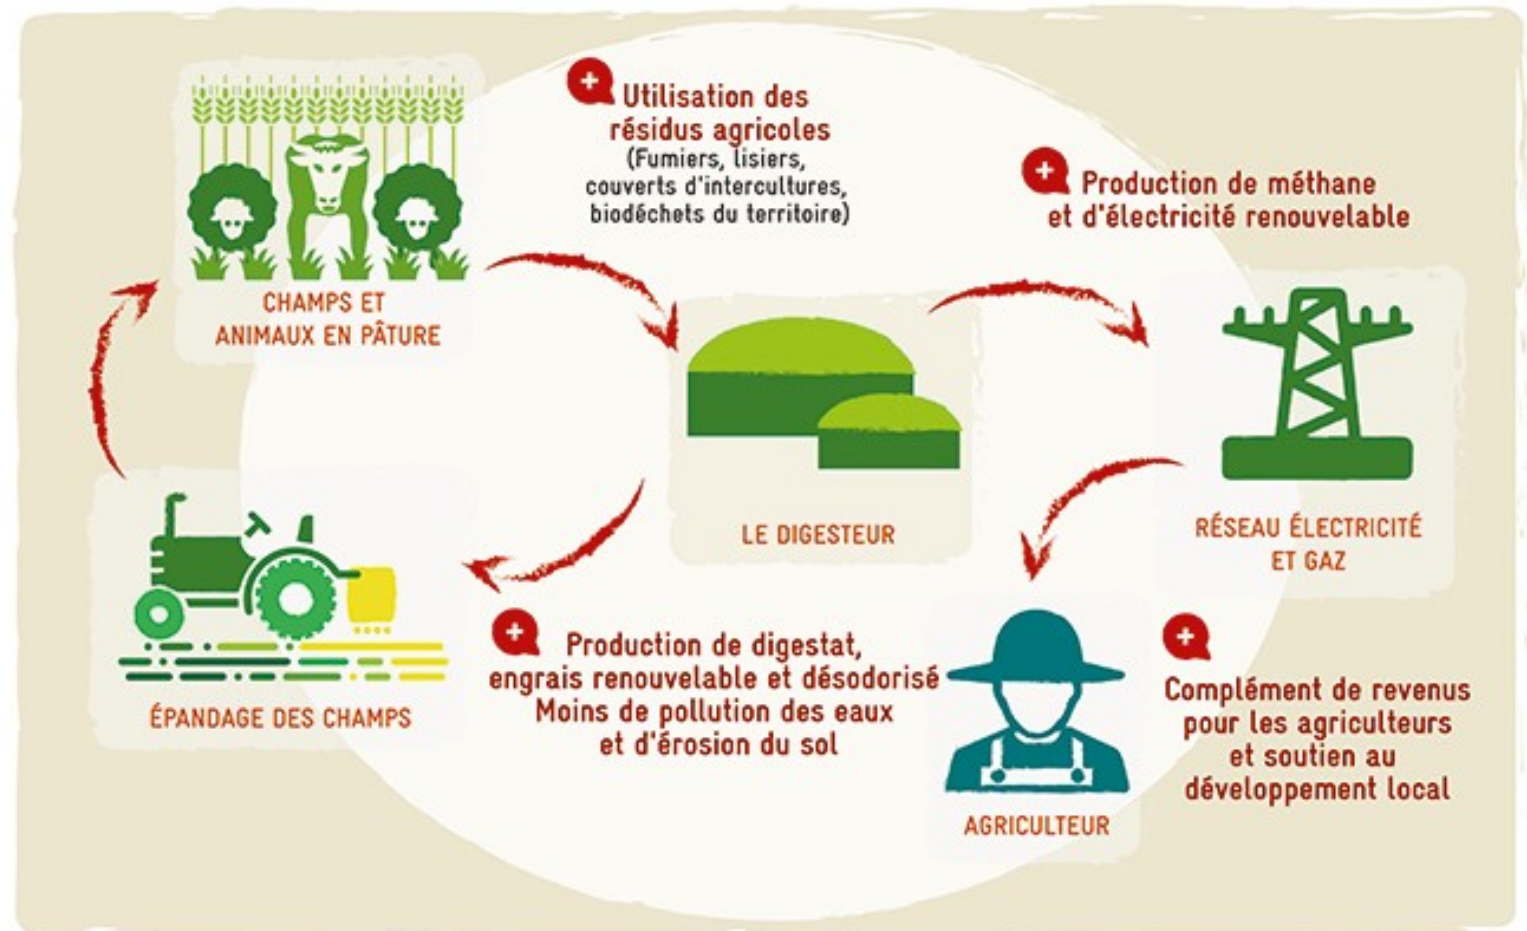 Utilisation des
résidus agricoles
(Fumiers, lisiers,
couverts d'intercultures,
biodéchets du territoire)
Production de méthane
et d'électricité renouvelable
CHAMPS ET
ANIMAUX EN PÂTURE
LE DIGESTEUR
RÉSEAU ÉLECTRICITÉ
ET GAZ
ÉPANDAGE DES CHAMPS
Production de digestat,
engrais renouvelable et désodorisé
Moins de pollution des eaux
et d'érosion du sol
AGRICULTEUR
Complément de revenus
pour les agriculteurs
et soutien au
développement local